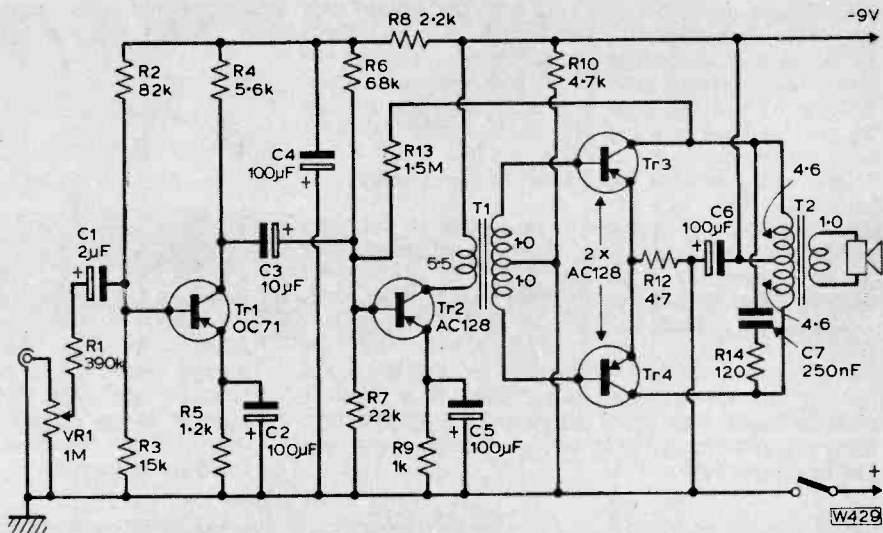 R8 2.2k
-9V
R2
82k
R4
5.6k
R6
68k
R10
4.7k
C4
100µF
+
R13
1.5M
Tr3
4.6
T1
T2
C1
2µF
+
C3
10µF
+
5.5
1.0
1.0
2 x
AC128
C6
100µF
+
1.0
R12
4.7
Tr1
OC71
Tr2
AC128
R1
390k
4.6
Tr4
R14
120
C7
250nF
VR1
1M
R3
15k
R5
1.2k
C2
100µF
+
R7
22k
R9
1k
C5
100µF
+
+
W429